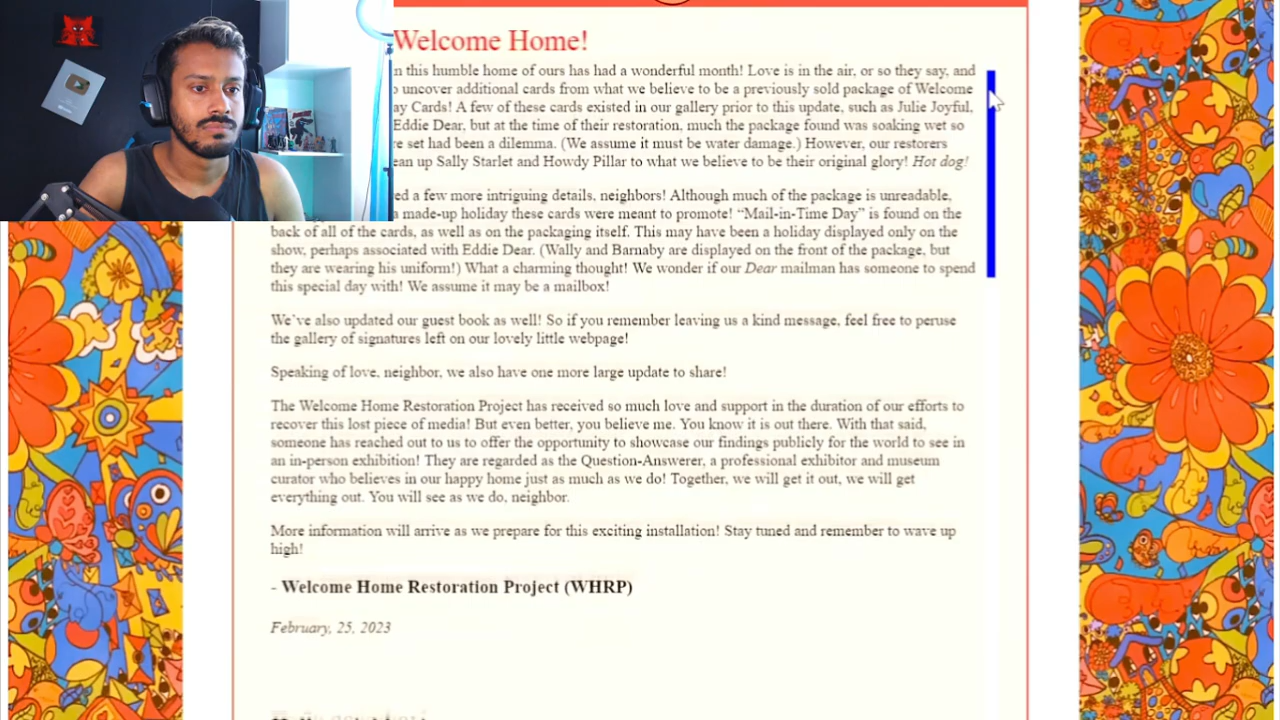 Welcome Home!
n this humble home of ours has had a wonderful month! Love is in the air, or so they say, and
uncover additional cards from what we believe to be a previously sold package of Welcome
ay Cards! A few of these cards existed in our gallery prior to this update, such as Julie Joyful,
Eddie Dear, but at the time of their restoration, much the package found was soaking wet so
re set had been a dilemma. (We assume it must be water damage.) However, our restorers
ean up Sally Starlet and Howdy Pillar to what we believe to be their original glory! Hot dog!
ed a few more intriguing details, neighbors! Although much of the package is unreadable,
a made-up holiday these cards were meant to promote! “Mail-in-Time Day” is found on the
back of all of the cards, as well as on the packaging itself. This may have been a holiday displayed only on the
show, perhaps associated with Eddie Dear. (Wally and Barnaby are displayed on the front of the package, but
they are wearing his uniform!) What a charming thought! We wonder if our Dear mailman has someone to spend
this special day with! We assume it may be a mailbox!
We've also updated our guest book as well! So if you remember leaving us a kind message, feel free to peruse
the gallery of signatures left on our lovely little webpage!
Speaking of love, neighbor, we also have one more large update to share!
The Welcome Home Restoration Project has received so much love and support in the duration of our efforts to
recover this lost piece of media! But even better, you believe me. You know it is out there. With that said,
someone has reached out to us to offer the opportunity to showcase our findings publicly for the world to see in
an in-person exhibition! They are regarded as the Question-Answerer, a professional exhibitor and museum
curator who believes in our happy home just as much as we do! Together, we will get it out, we will get
everything out. You will see as we do, neighbor.
More information will arrive as we prepare for this exciting installation! Stay tuned and remember to wave up
high!
- Welcome Home Restoration Project (WHRP)
February, 25, 2023